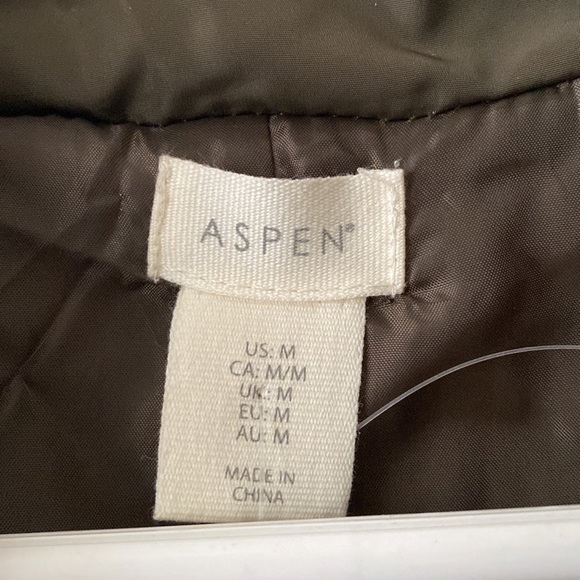 ASPEN®
US: M
CA: M/M
UK: M
EU: M
AU: M
MADE IN
CHINA